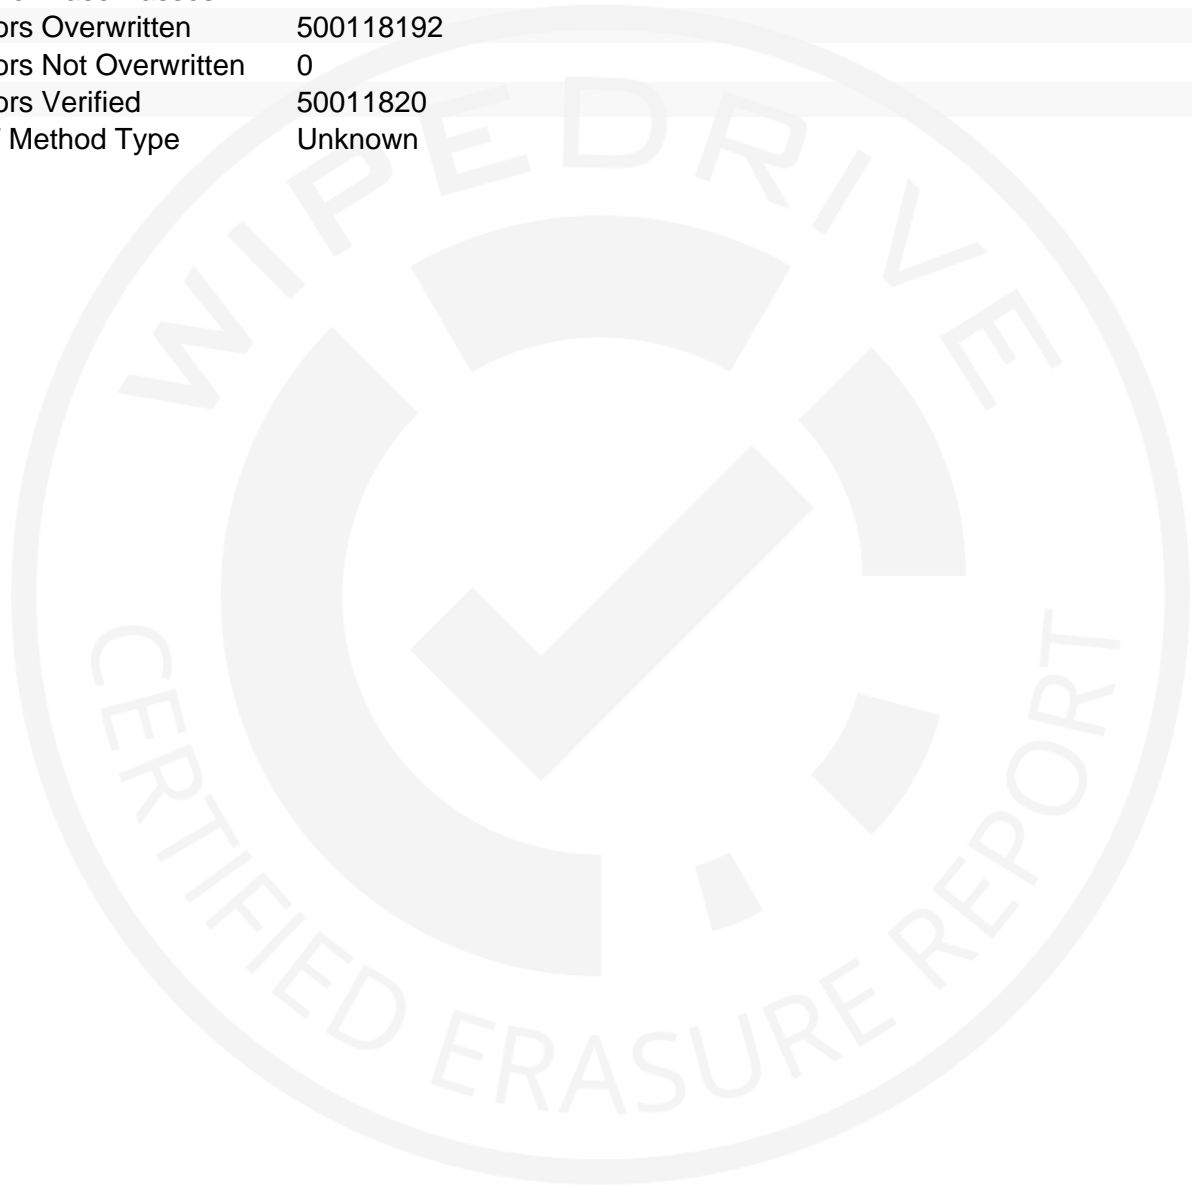 ors Overwritten 500118192
ors Not Overwritten 0
ors Verified 50011820
Method Type Unknown
WIPEDRIVE
CERTIFIED ERASURE REPORT